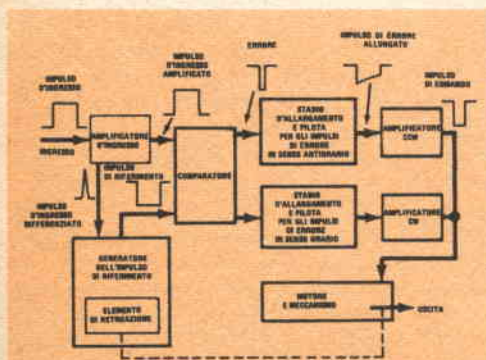 IMPULSO
D'INGRESSO
IMPULSO
D'INGRESSO
AMPLIFICATO
ERRORE
IMPULSO DI ERRORE
ALLUNGATO
IMPULSO
DI COMANDO
INGRESSO
AMPLIFICATORE
D'INGRESSO
COMPARATORE
STADIO
D'ALLARGAMENTO
E PILOTA
PER GLI IMPULSI
DI ERRORE
IN SENSO ANTIORARIO
AMPLIFICATORE
CCW
IMPULSO
DI RIFERIMENTO
IMPULSO
D'INGRESSO
DIFFERENZIATO
STADIO
D'ALLARGAMENTO
E PILOTA
PER GLI IMPULSI
DI ERRORE
IN SENSO ORARIO
AMPLIFICATORE
CW
GENERATORE
DELL'IMPULSO
DI RIFERIMENTO
ELEMENTO
DI RETROAZIONE
MOTORE
E MECCANISMO
USCITA